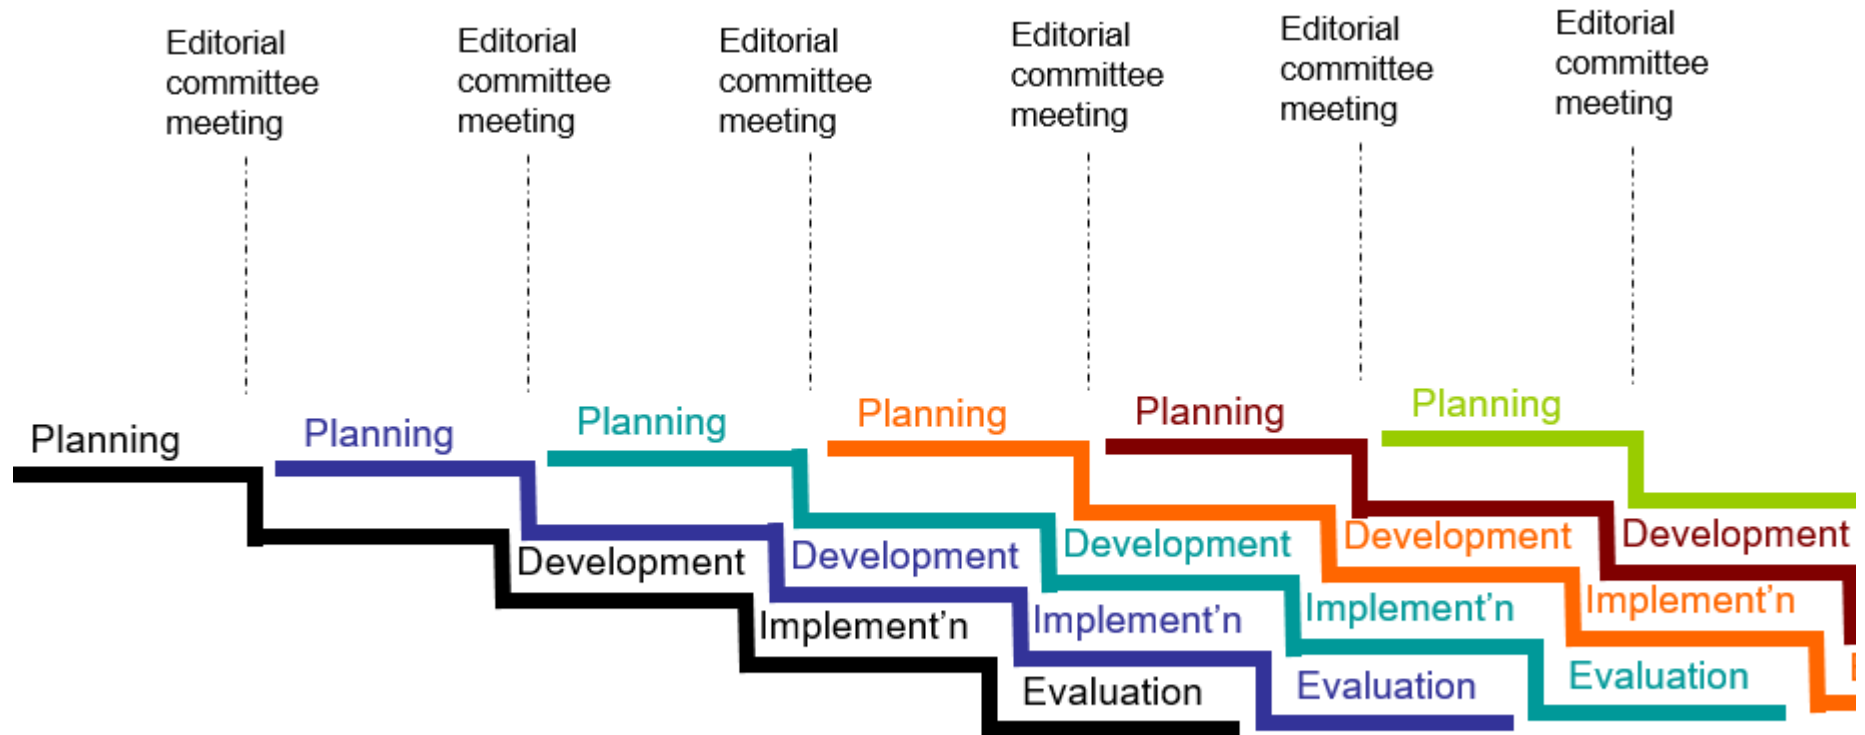 Editorial
committee
meeting
Editorial
committee
meeting
Editorial
committee
meeting
Editorial
committee
meeting
Editorial
committee
meeting
Editorial
committee
meeting
Planning
Planning
Planning
Planning
Planning
Planning
Development
Development
Development
Development
Development
Implement’n
Implement’n
Implement’n
Implement’n
Evaluation
Evaluation
Evaluation